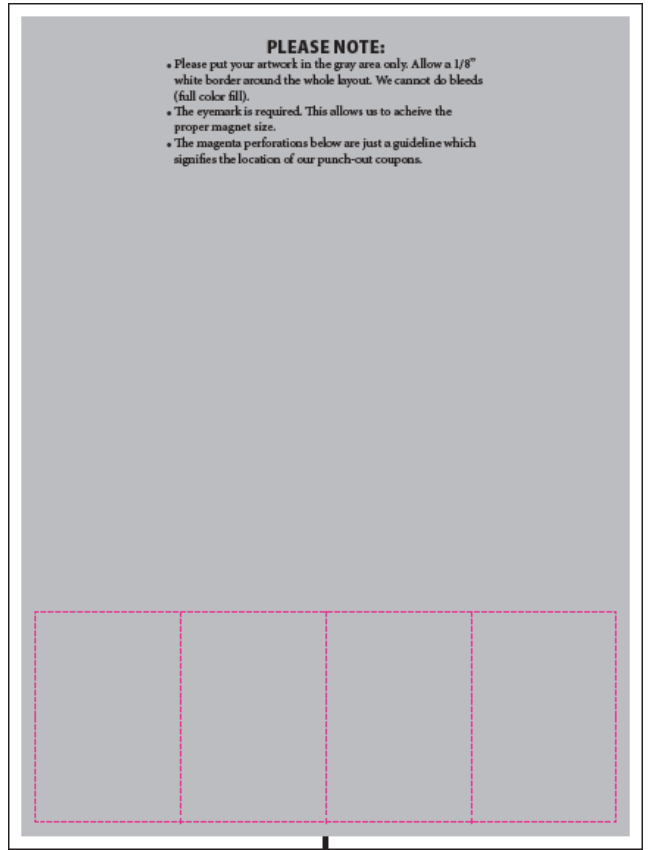 PLEASE NOTE:
• Please put your artwork in the gray area only. Allow a 1/8"
white border around the whole layout. We cannot do bleeds
(full color fill).
• The eyemark is required. This allows us to acheive the
proper magnet size.
• The magenta perforations below are just a guideline which
signifies the location of our punch-out coupons.